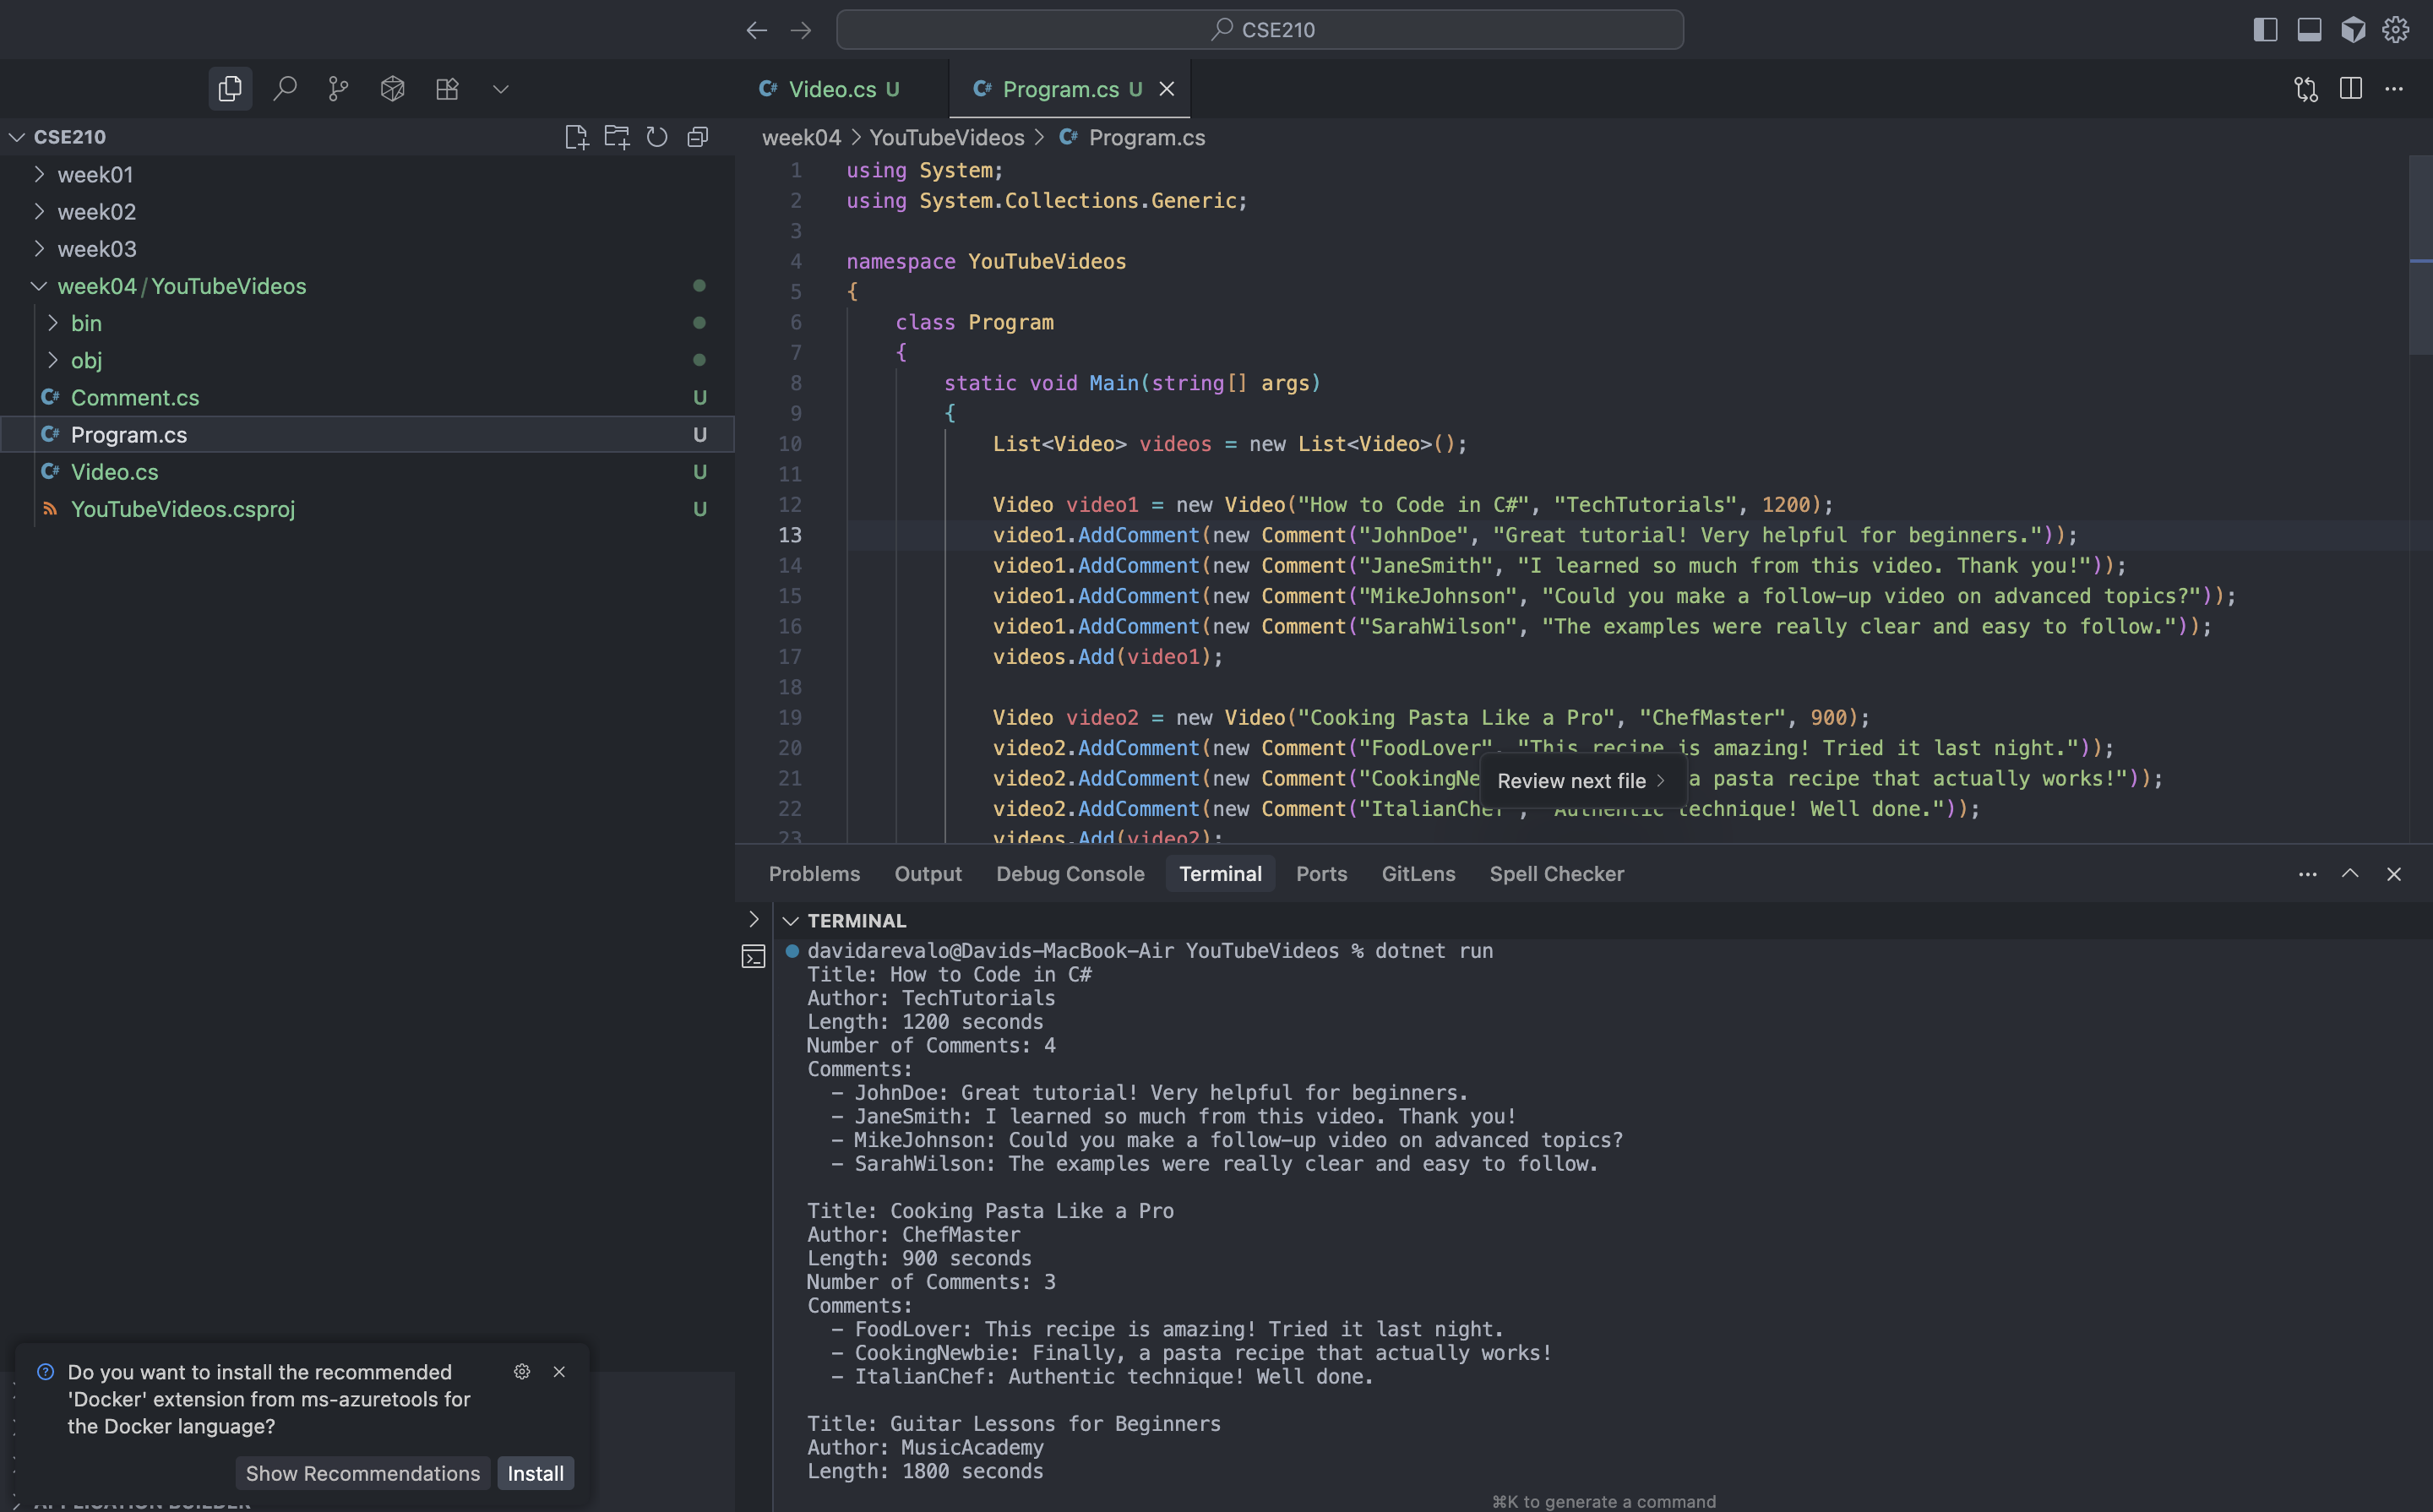 CSE210
Video.cs U
Program.cs U
CSE210
week01
week02
week03
week04/YouTubeVideos
bin
obj
Comment.cs U
Program.cs U
Video.cs U
YouTubeVideos.csproj U
week04 > YouTubeVideos > Program.cs
1 using System;
2 using System.Collections.Generic;
3
4 namespace YouTubeVideos
5 {
6 class Program
7 {
8 static void Main(string[] args)
9 {
10 List<Video> videos = new List<Video>();
11
12 Video video1 = new Video("How to Code in C#", "TechTutorials", 1200);
13 video1.AddComment(new Comment("JohnDoe", "Great tutorial! Very helpful for beginners."));
14 video1.AddComment(new Comment("JaneSmith", "I learned so much from this video. Thank you!"));
15 video1.AddComment(new Comment("MikeJohnson", "Could you make a follow-up video on advanced topics?"));
16 video1.AddComment(new Comment("SarahWilson", "The examples were really clear and easy to follow."));
17 videos.Add(video1);
18
19 Video video2 = new Video("Cooking Pasta Like a Pro", "ChefMaster", 900);
20 video2.AddComment(new Comment("FoodLover", "This recipe is amazing! Tried it last night."));
21 video2.AddComment(new Comment("CookingNe a pasta recipe that actually works!"));
22 video2.AddComment(new Comment("ItalianChef", "Authentic technique! Well done."));
23 videos.Add(video2);
Review next file >
Problems Output Debug Console Terminal Ports GitLens Spell Checker
TERMINAL
davidarevalo@Davids-MacBook-Air YouTubeVideos % dotnet run
Title: How to Code in C#
Author: TechTutorials
Length: 1200 seconds
Number of Comments: 4
Comments:
- JohnDoe: Great tutorial! Very helpful for beginners.
- JaneSmith: I learned so much from this video. Thank you!
- MikeJohnson: Could you make a follow-up video on advanced topics?
- SarahWilson: The examples were really clear and easy to follow.
Title: Cooking Pasta Like a Pro
Author: ChefMaster
Length: 900 seconds
Number of Comments: 3
Comments:
- FoodLover: This recipe is amazing! Tried it last night.
- CookingNewbie: Finally, a pasta recipe that actually works!
- ItalianChef: Authentic technique! Well done.
Title: Guitar Lessons for Beginners
Author: MusicAcademy
Length: 1800 seconds
⌘K to generate a command
Do you want to install the recommended
'Docker' extension from ms-azuretools for
the Docker language?
Show Recommendations Install
APPLICATION BUILDER